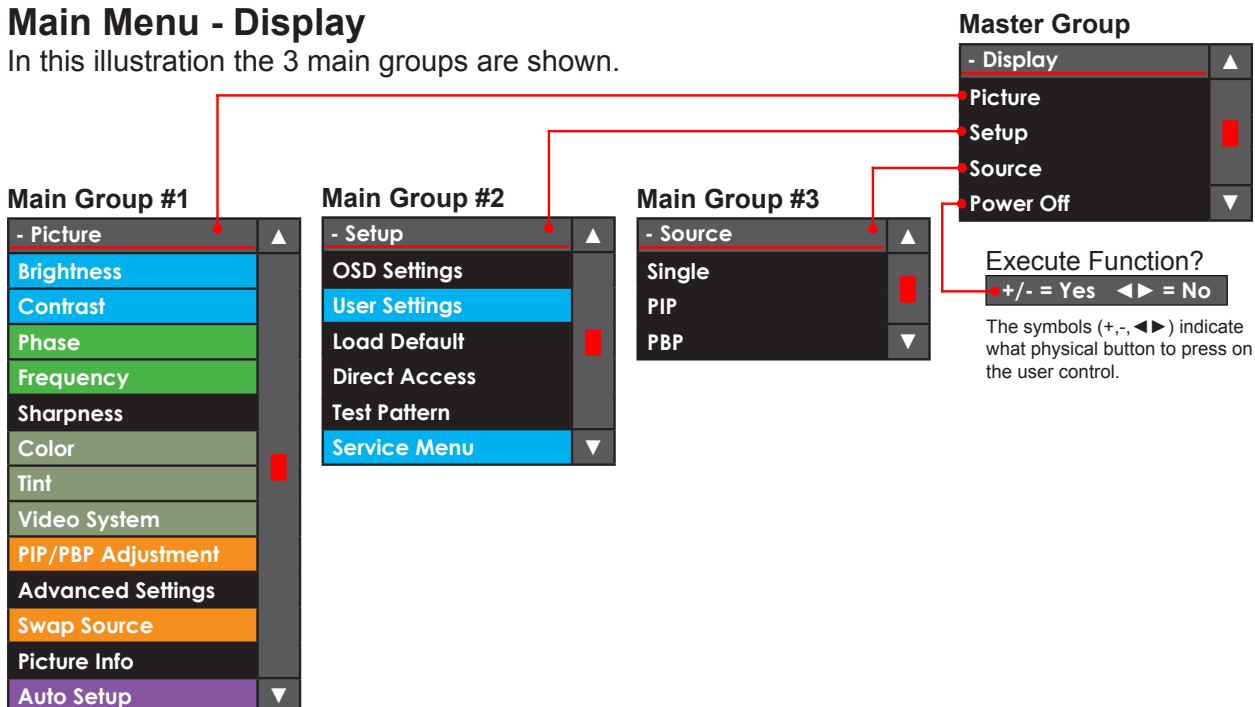 Main Menu - Display
In this illustration the 3 main groups are shown.
Master Group
- Display ▲
Picture
Setup
Source
Power Off ▼
Execute Function?
+/- = Yes ◄► = No
The symbols (+,-,◄►) indicate
what physical button to press on
the user control.
Main Group #1
- Picture ▲
Brightness
Contrast
Phase
Frequency
Sharpness
Color
Tint
Video System
PIP/PBP Adjustment
Advanced Settings
Swap Source
Picture Info
Auto Setup ▼
Main Group #2
- Setup ▲
OSD Settings
User Settings
Load Default
Direct Access
Test Pattern
Service Menu ▼
Main Group #3
- Source ▲
Single
PIP
PBP ▼